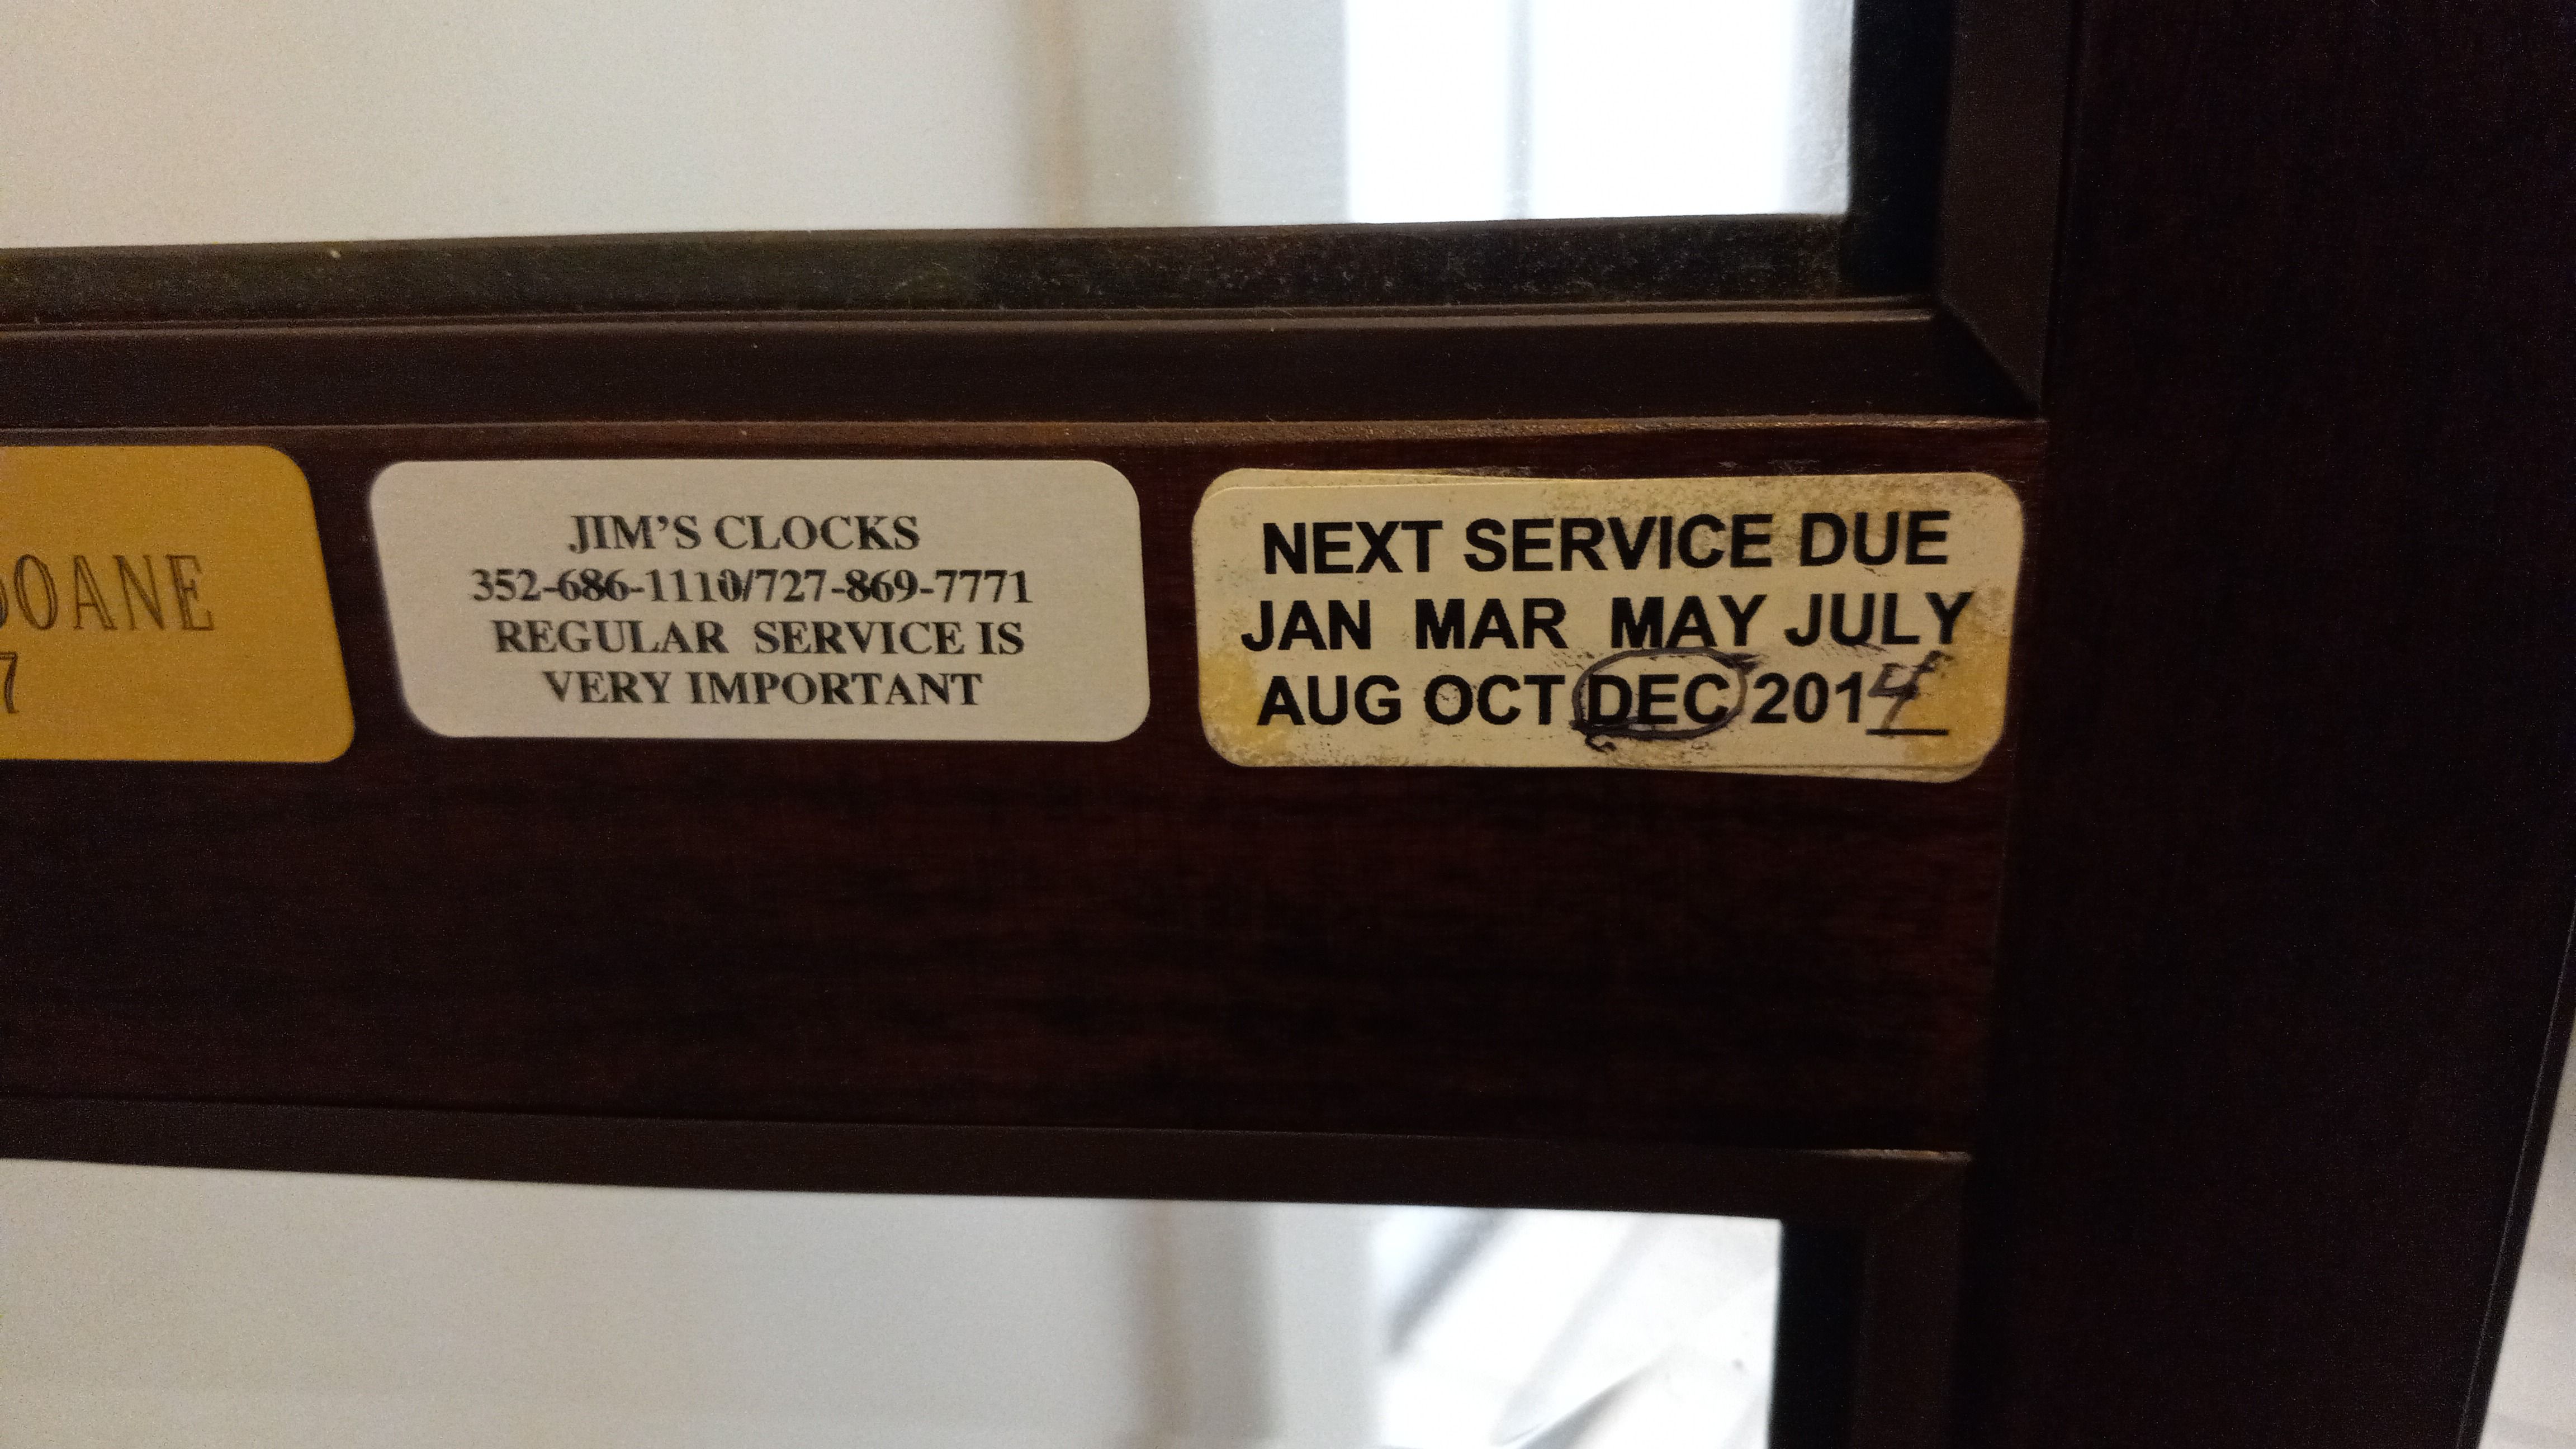 7
JIM'S CLOCKS
352-686-1110/727-869-7771
REGULAR SERVICE IS
VERY IMPORTANT
NEXT SERVICE DUE
JAN MAR MAY JULY
AUG OCT DEC 2014